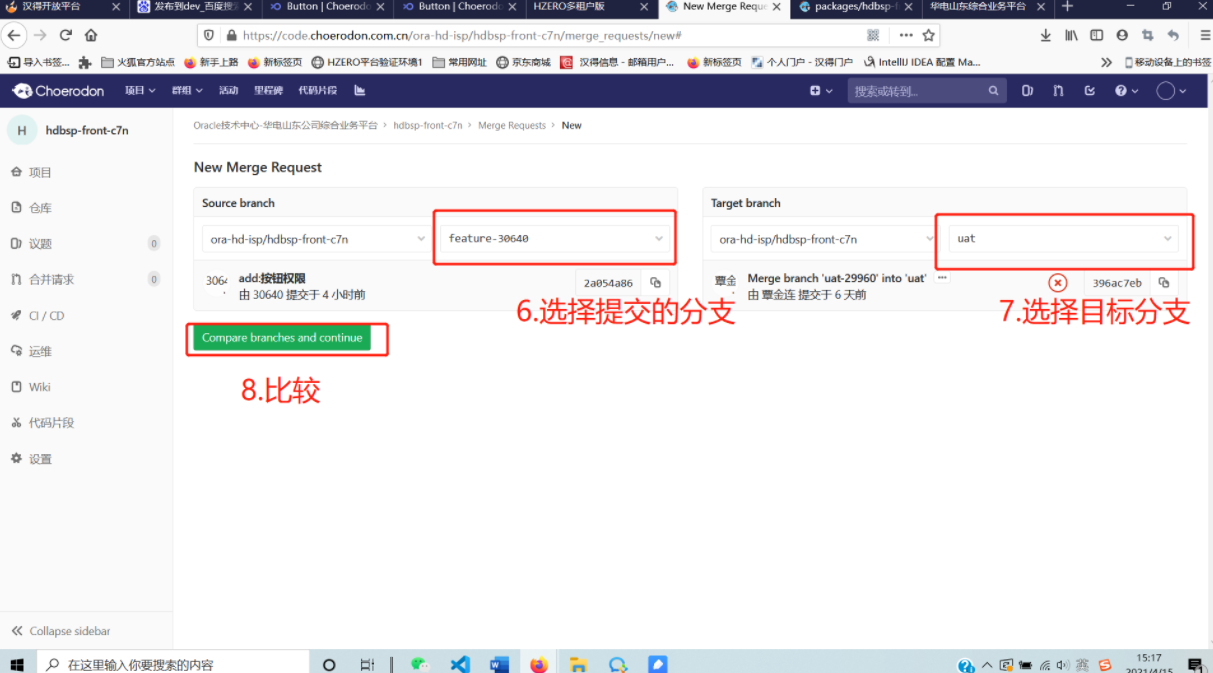 汉得开放平台
发布到dev_百度搜
Button | Choerodo
Button | Choerodo
HZERO多租户版
New Merge Reque
packages/hdbsp-f
华电山东综合业务平台
https://code.choerodon.com.cn/ora-hd-isp/hdbsp-front-c7n/merge_requests/new#
导入书签...
火狐官方站点
新手上路
新标签页
HZERO平台验证环境1
常用网址
京东商城
汉得信息 - 邮箱用户...
新标签页
个人门户 - 汉得门户
IntelliJ IDEA 配置 Ma...
移动设备上的书签
Choerodon
项目
群组
活动
里程碑
代码片段
搜索或转到...
H
hdbsp-front-c7n
Oracle技术中心-华电山东公司综合业务平台 > hdbsp-front-c7n > Merge Requests > New
New Merge Request
项目
仓库
议题 0
合并请求 0
CI / CD
运维
Wiki
代码片段
设置
Source branch
ora-hd-isp/hdbsp-front-c7n
feature-30640
add:按钮权限
由 30640 提交于 4 小时前
2a054a86
Target branch
ora-hd-isp/hdbsp-front-c7n
uat
覃金
Merge branch 'uat-29960' into 'uat'
由 覃金连 提交于 6 天前
396ac7eb
6.选择提交的分支
7.选择目标分支
Compare branches and continue
8.比较
Collapse sidebar
在这里输入你要搜索的内容
英
15:17
2021/4/15